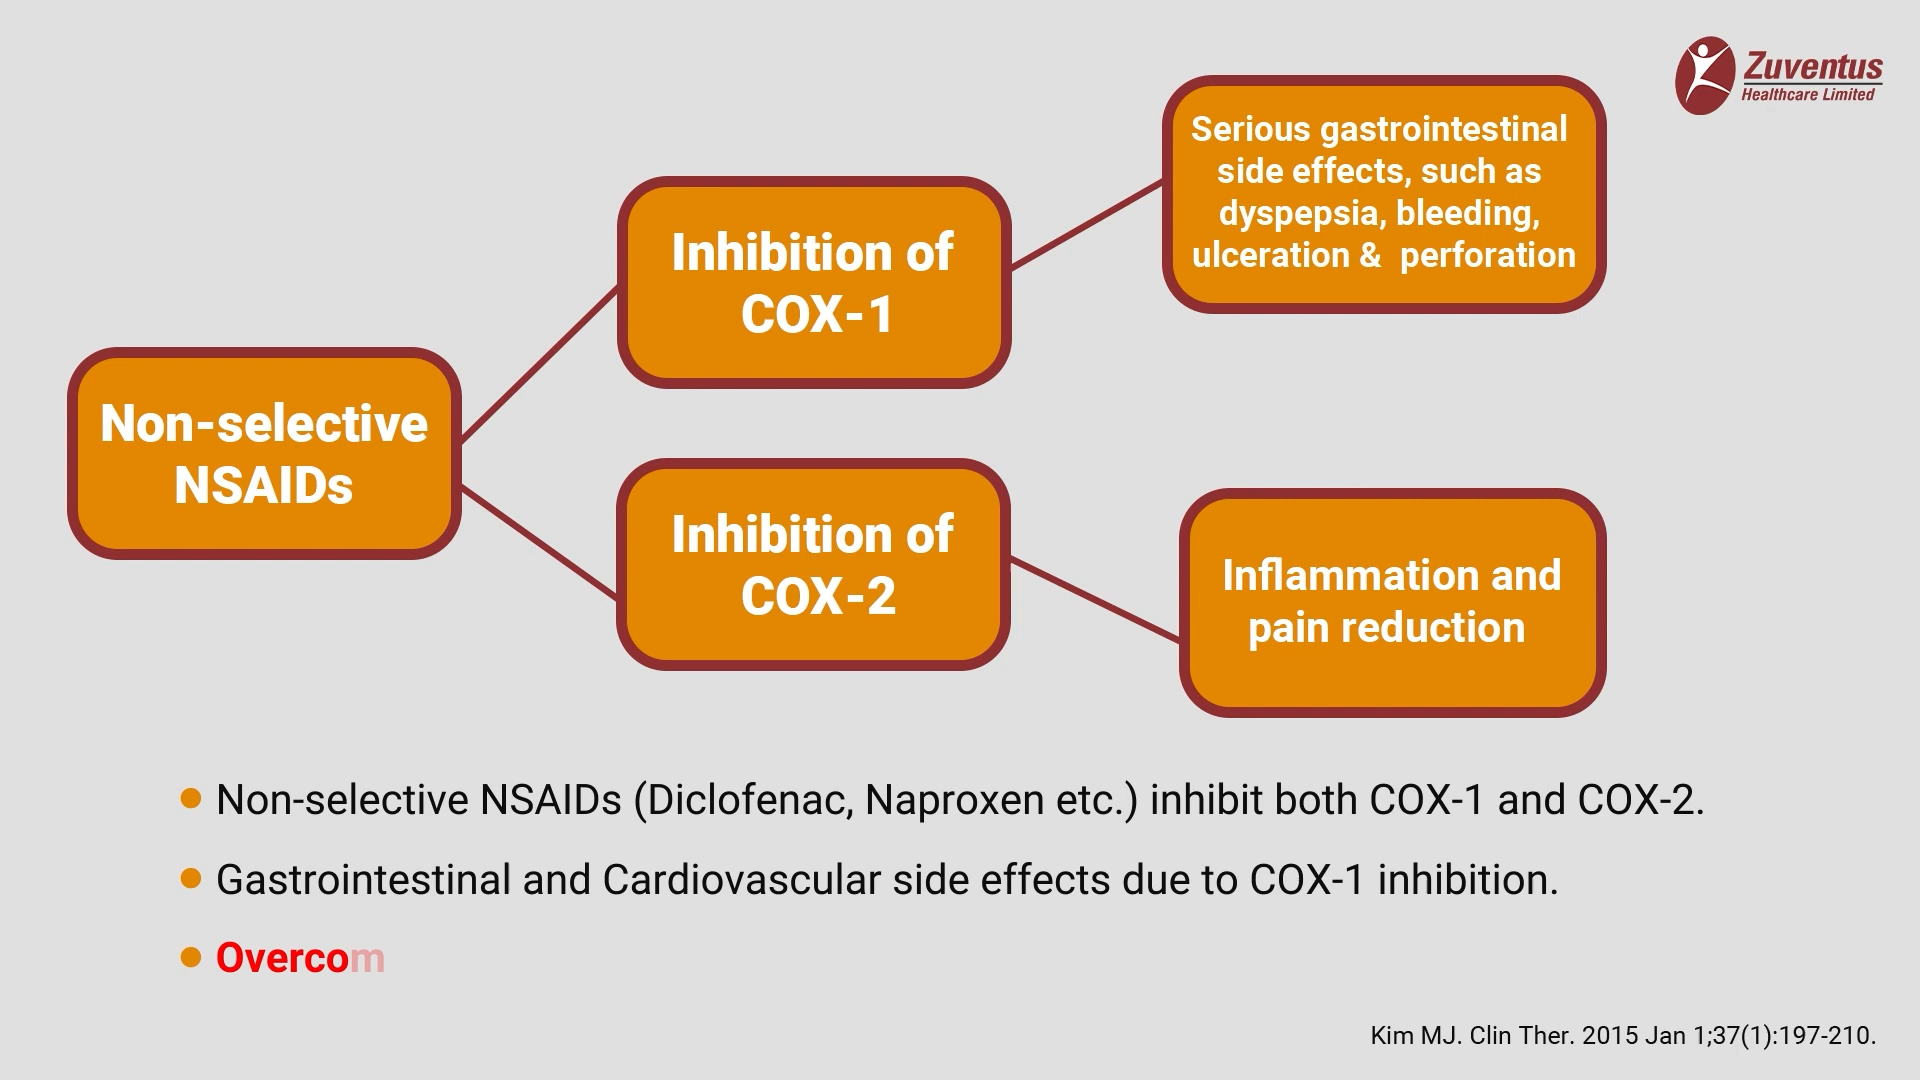 Zuventus
Healthcare Limited
Serious gastrointestinal
side effects, such as
dyspepsia, bleeding,
ulceration & perforation
Inhibition of
COX-1
Non-selective
NSAIDs
Inhibition of
COX-2
Inflammation and
pain reduction
Non-selective NSAIDs (Diclofenac, Naproxen etc.) inhibit both COX-1 and COX-2.
Gastrointestinal and Cardiovascular side effects due to COX-1 inhibition.
Overcom
Kim MJ. Clin Ther. 2015 Jan 1;37(1):197-210.